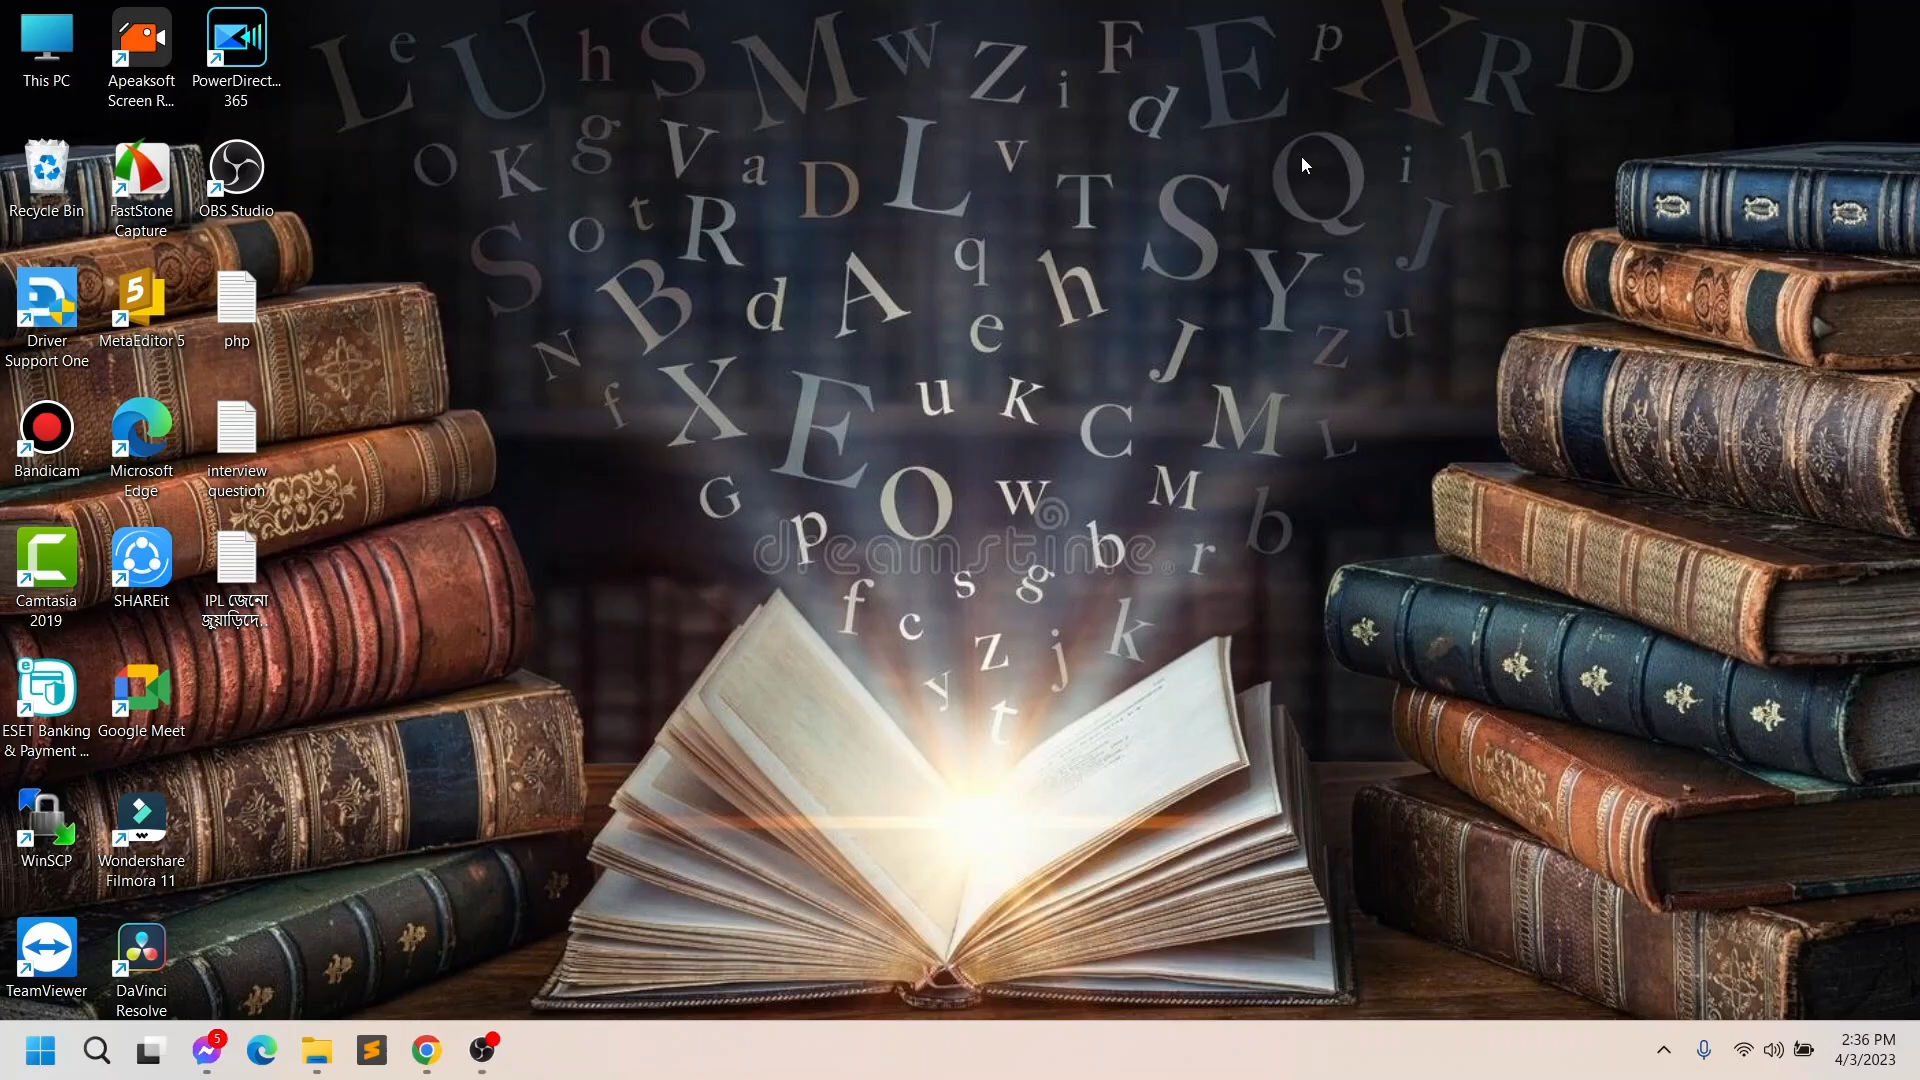 This PC
Apeaksoft
Screen R...
PowerDirect...
365
Recycle Bin
FastStone
Capture
OBS Studio
Driver
Support One
MetaEditor 5
php
Bandicam
Microsoft
Edge
interview
question
Camtasia
2019
SHAREit
IPL জেনো
জুয়াড়িদে...
ESET Banking
& Payment ...
Google Meet
WinSCP
Wondershare
Filmora 11
TeamViewer
DaVinci
Resolve
L e U h S M W Z i F d E p X R D
O K g V a D L v T S Q i h
S o t R d A q e h Y s J
N B J Z u
f X E u K C M L
G p O w M b
dreamstime
b r
f c s g k
y z j
t
5
2:36 PM
4/3/2023